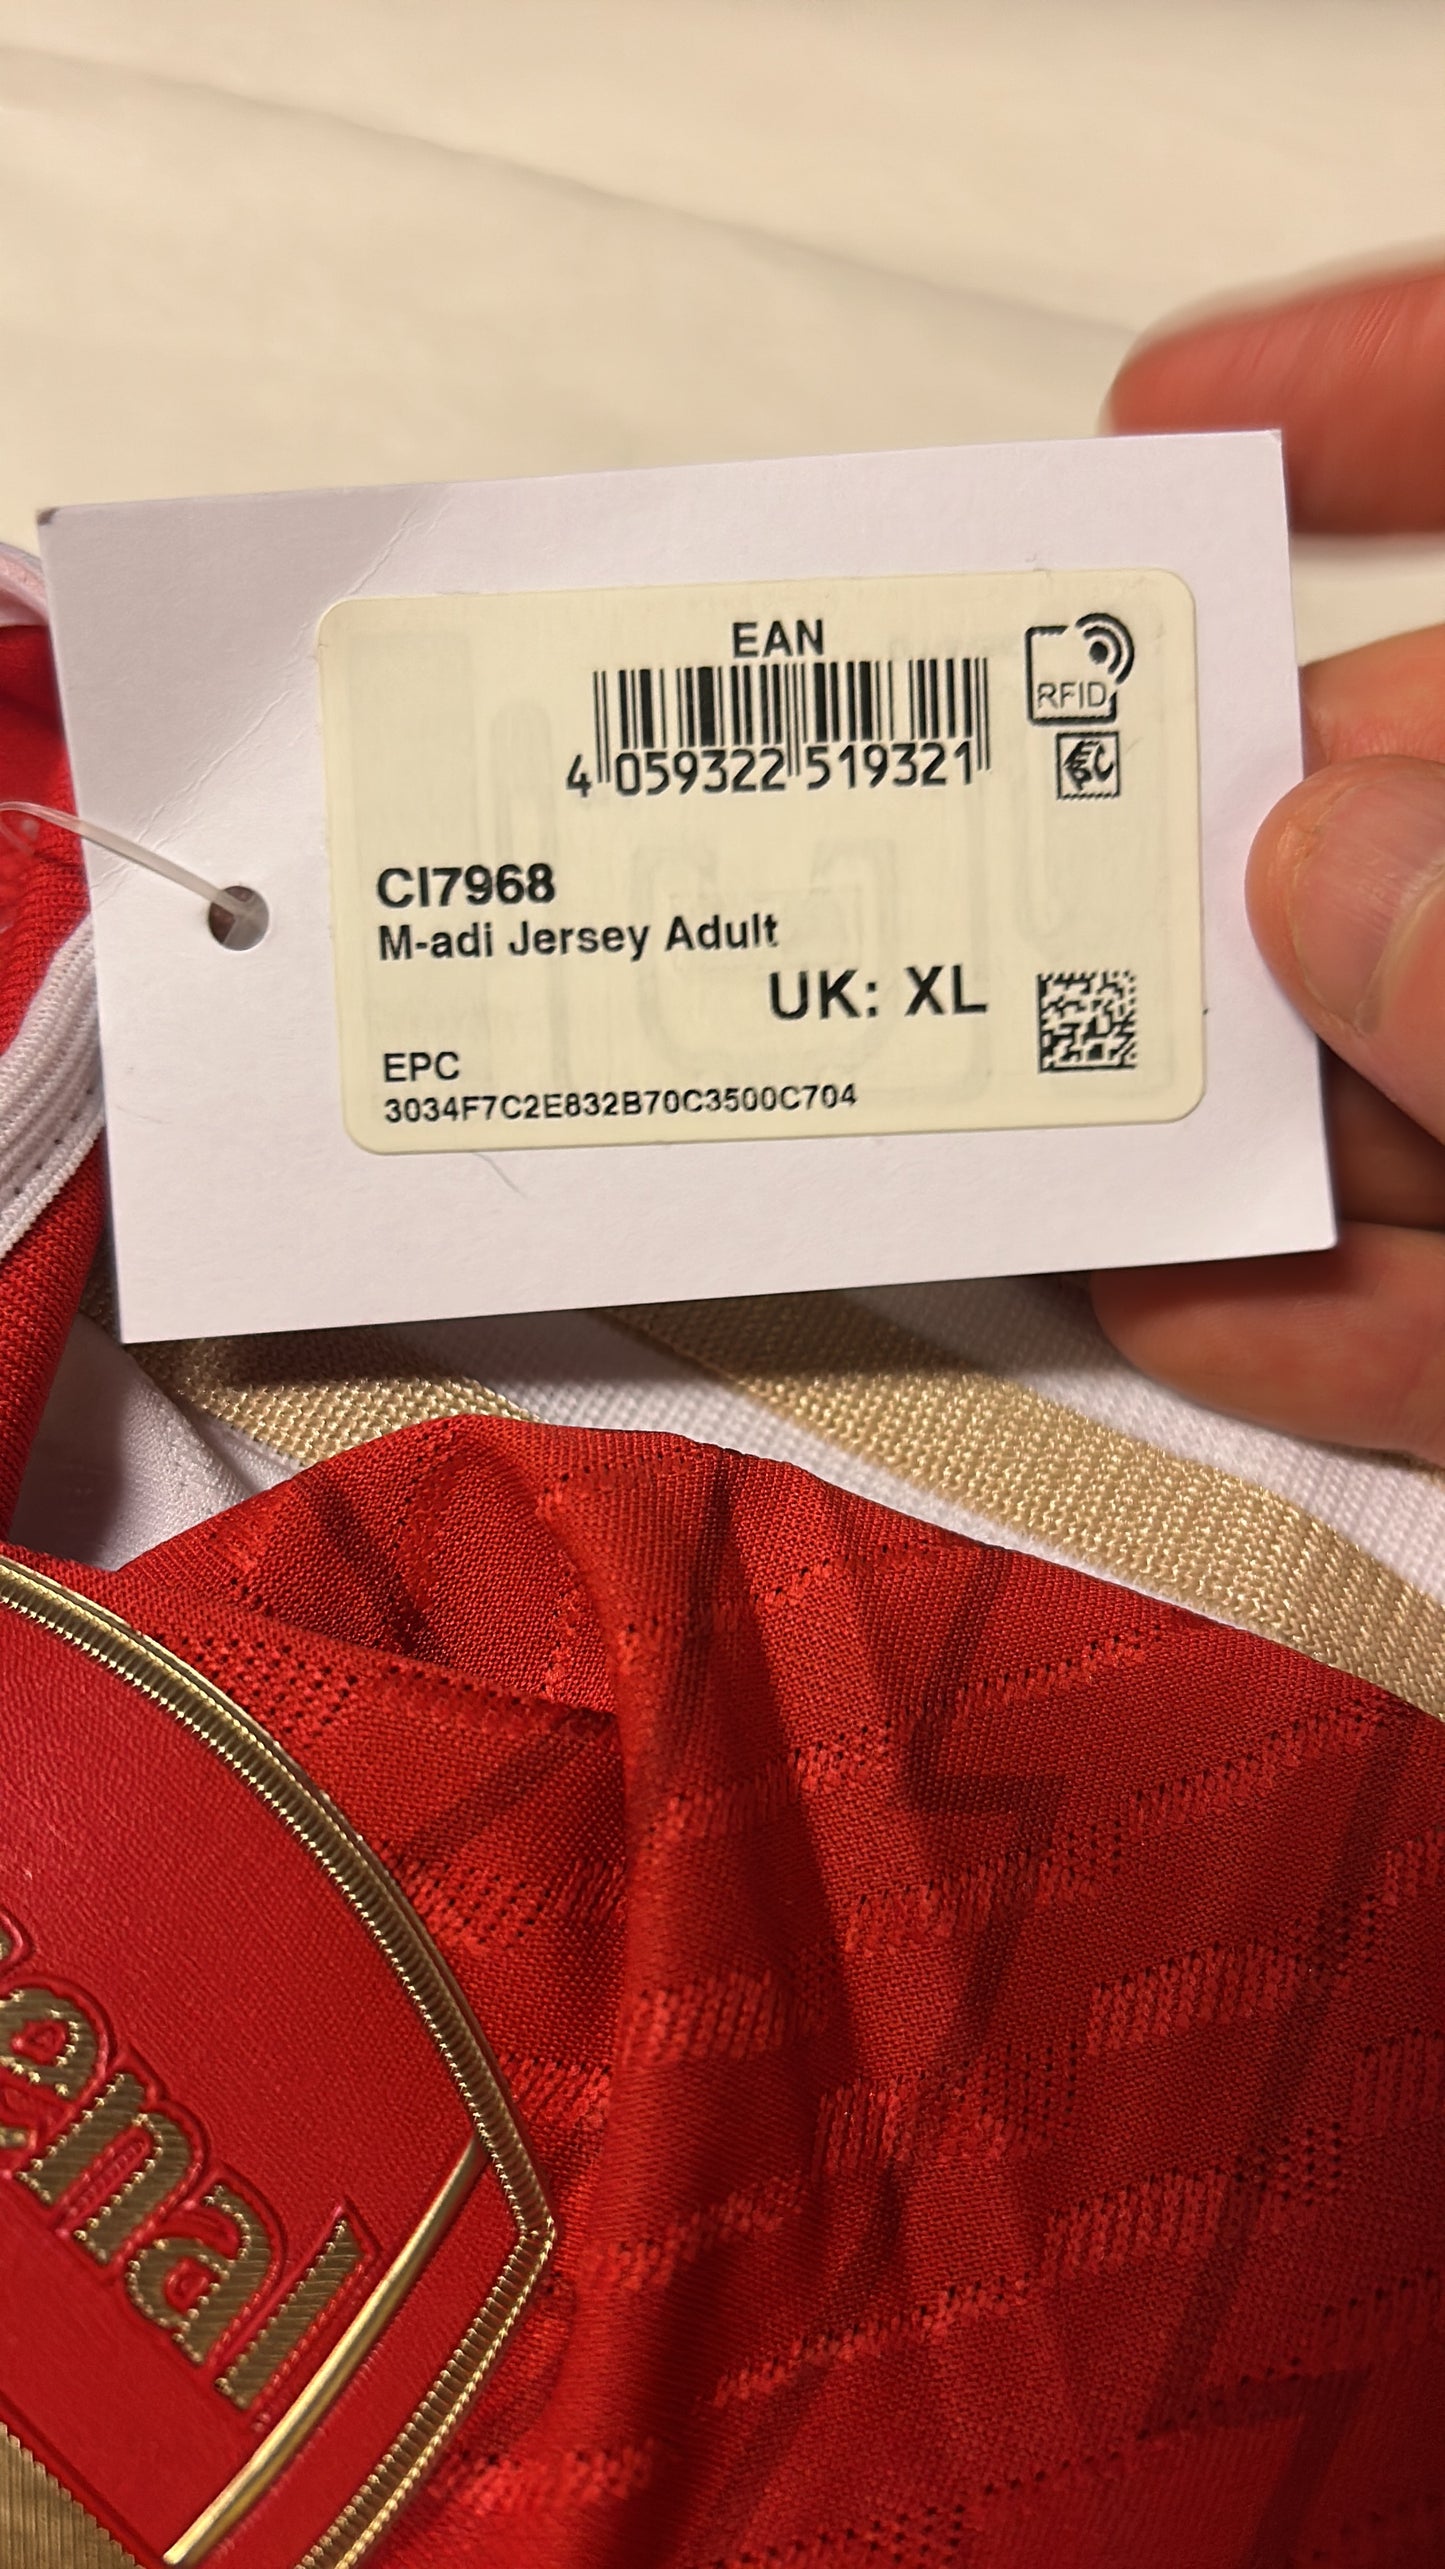 EAN
RFID
4 059322 519321
CI7968
M-adi Jersey Adult
UK: XL
EPC
3034F7C2E832B70C3500C704